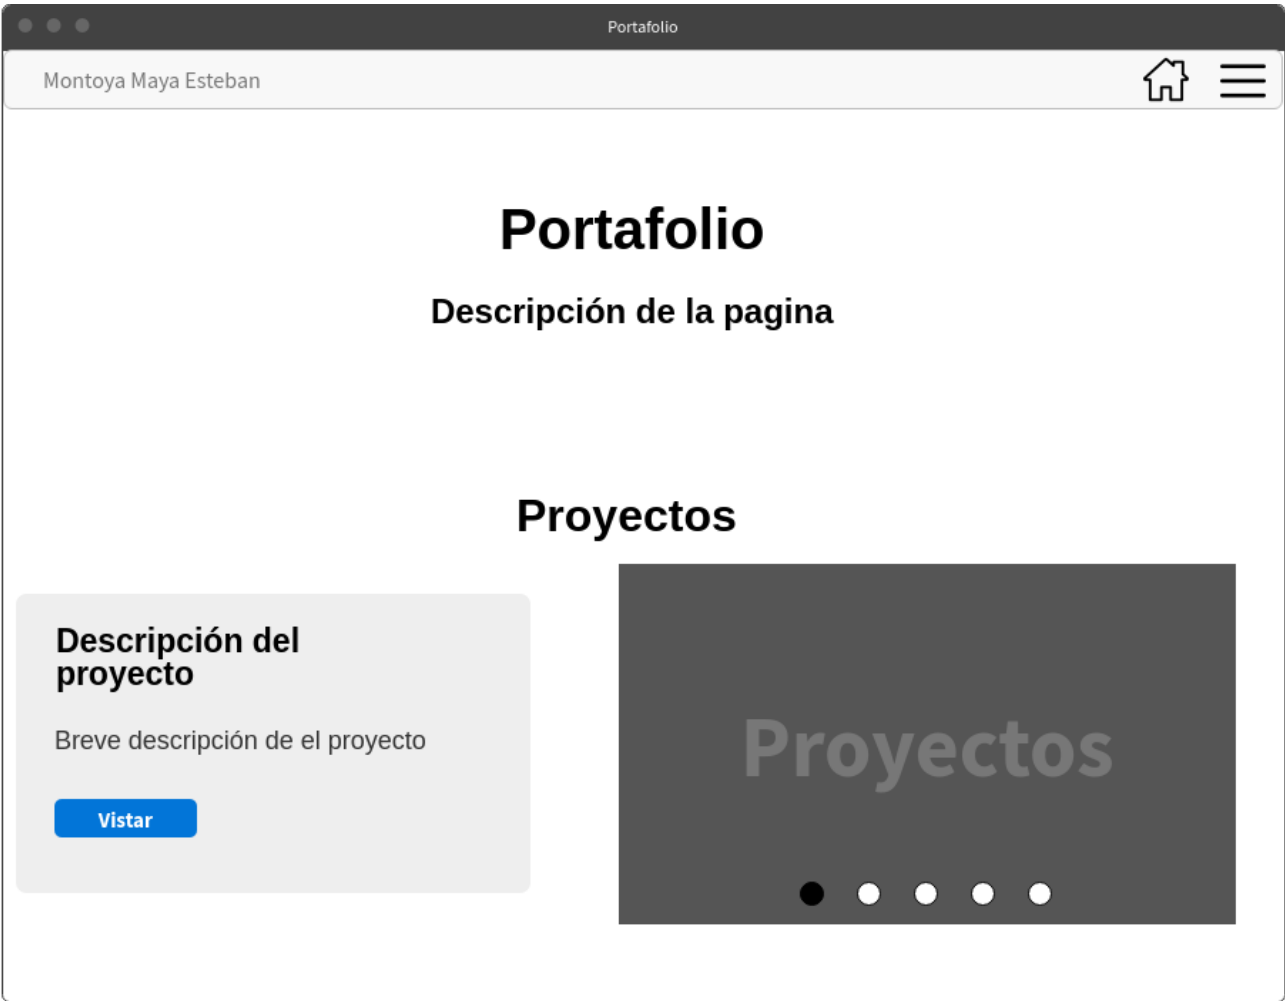 Portafolio
Montoya Maya Esteban
Portafolio
Descripción de la pagina
Proyectos
Descripción del
proyecto
Breve descripción de el proyecto
Vistar
Proyectos